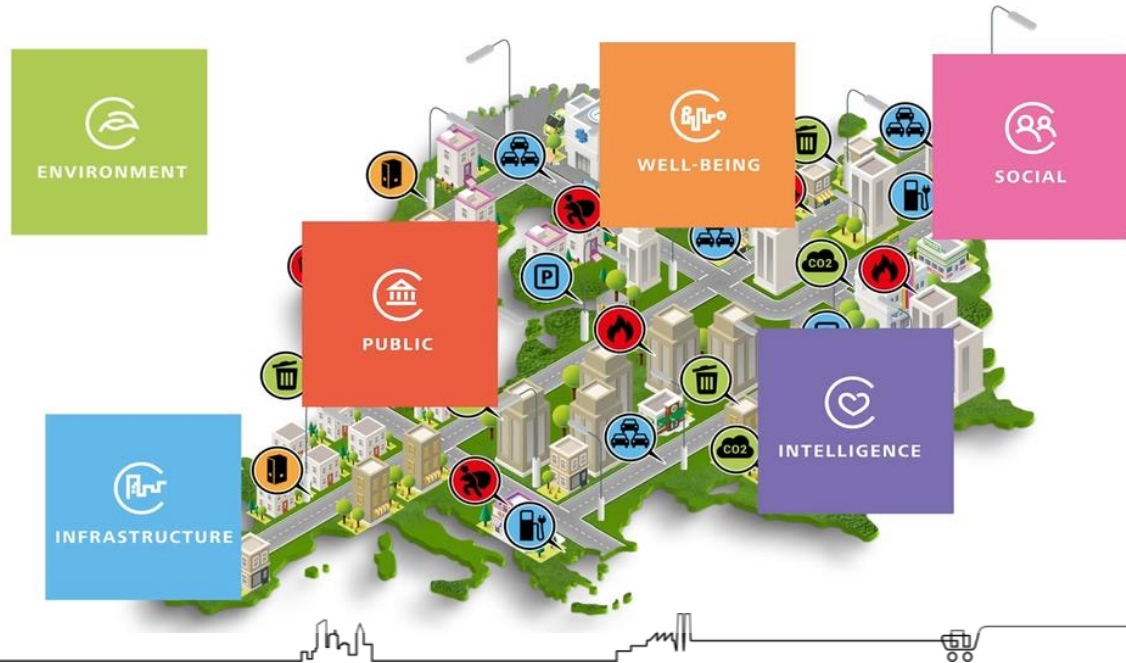 ENVIRONMENT
WELL-BEING
SOCIAL
P
CO2
PUBLIC
INTELLIGENCE
CO2
INFRASTRUCTURE